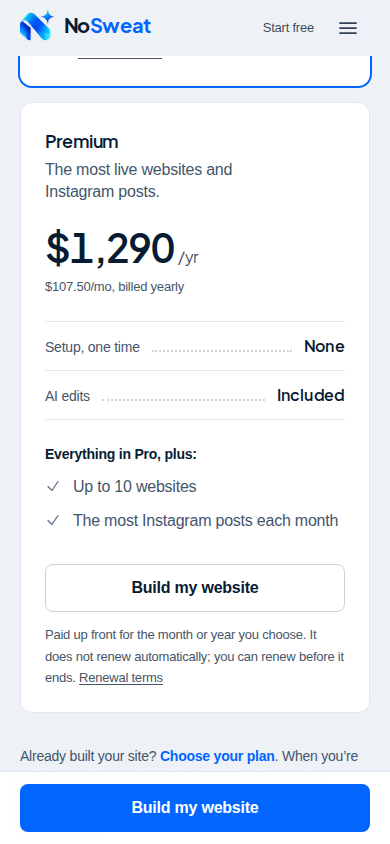 NoSweat
Start free
Premium
The most live websites and
Instagram posts.
$1,290 /yr
$107.50/mo, billed yearly
Setup, one time None
AI edits Included
Everything in Pro, plus:
Up to 10 websites
The most Instagram posts each month
Build my website
Paid up front for the month or year you choose. It
does not renew automatically; you can renew before it
ends. Renewal terms
Already built your site? Choose your plan. When you’re
Build my website